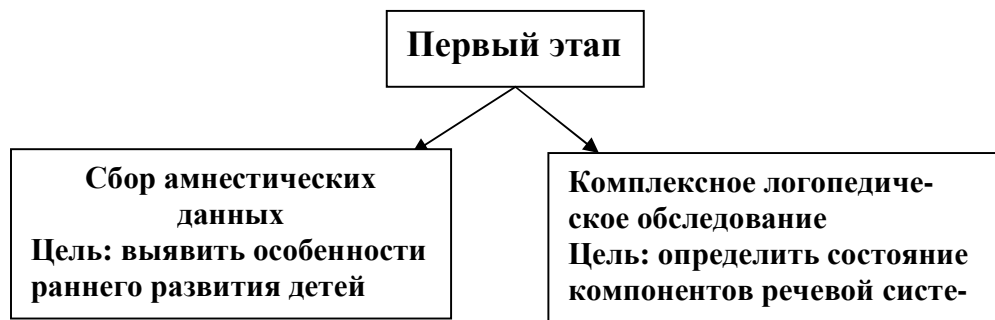 Первый этап
Сбор амнестических
данных
Цель: выявить особенности
раннего развития детей
Комплексное логопедиче-
ское обследование
Цель: определить состояние
компонентов речевой систе-